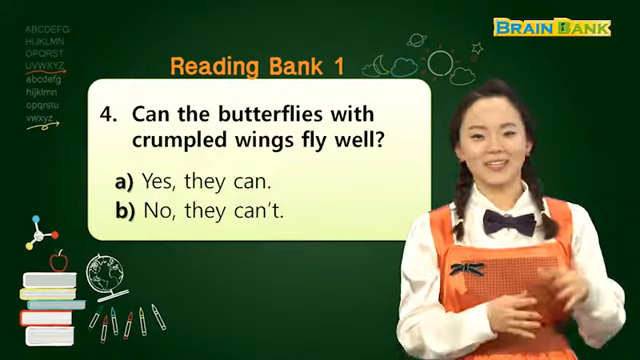 ABCDEFG
HIJKLMN
OPQRSTU
UVWXYZ
abcdefg
hijklmn
opqrstu
vwxyz
BRAIN BANK
Reading Bank 1
4. Can the butterflies with
crumpled wings fly well?
a) Yes, they can.
b) No, they can't.